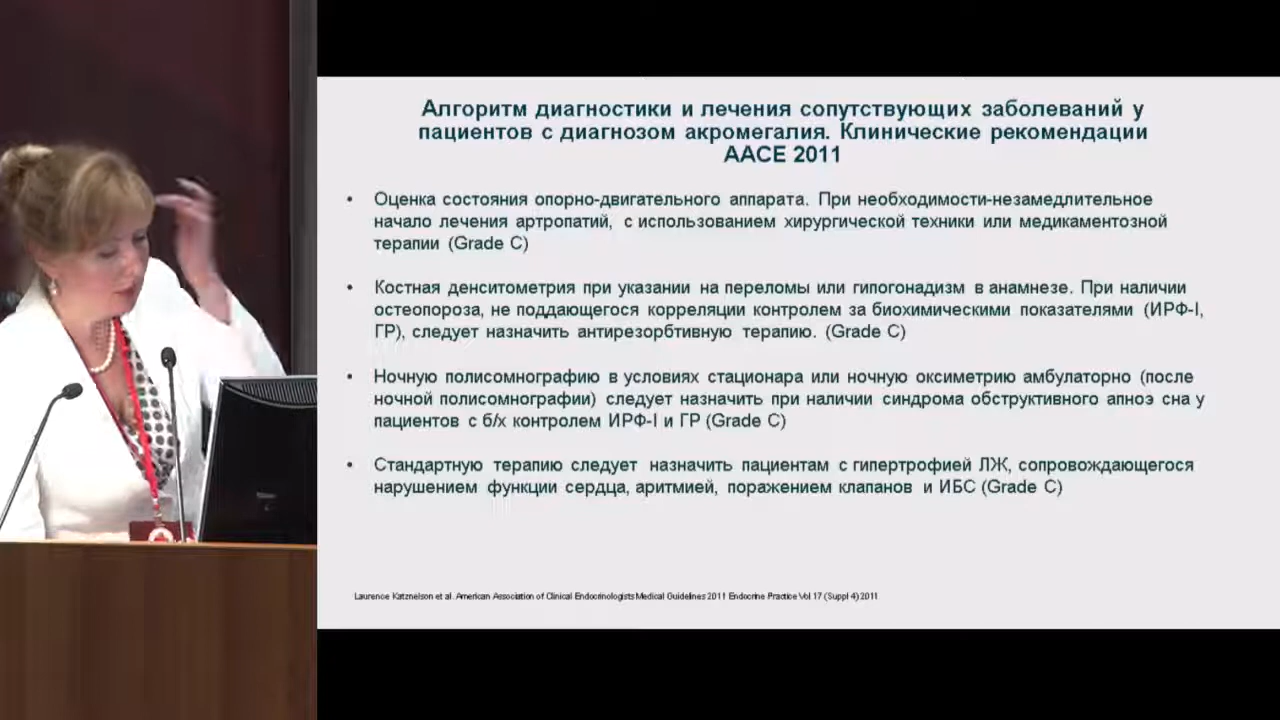 Алгоритм диагностики и лечения сопутствующих заболеваний у
пациентов с диагнозом акромегалия. Клинические рекомендации
AACE 2011
• Оценка состояния опорно-двигательного аппарата. При необходимости-незамедлительное
начало лечения артропатий, с использованием хирургической техники или медикаментозной
терапии (Grade C)
• Костная денситометрия при указании на переломы или гипогонадизм в анамнезе. При наличии
остеопороза, не поддающегося корреляции контролем за биохимическими показателями (ИРФ-I,
ГР), следует назначить антирезорбтивную терапию. (Grade C)
• Ночную полисомнографию в условиях стационара или ночную оксиметрию амбулаторно (после
ночной полисомнографии) следует назначить при наличии синдрома обструктивного апноэ сна у
пациентов с б/х контролем ИРФ-I и ГР (Grade C)
• Стандартную терапию следует назначить пациентам с гипертрофией ЛЖ, сопровождающегося
нарушением функции сердца, аритмией, поражением клапанов и ИБС (Grade C)
Laurence Katznelson et al. American Association of Clinical Endocrinologists Medical Guidelines 2011 Endocrine Practice Vol 17 (Suppl 4) 2011